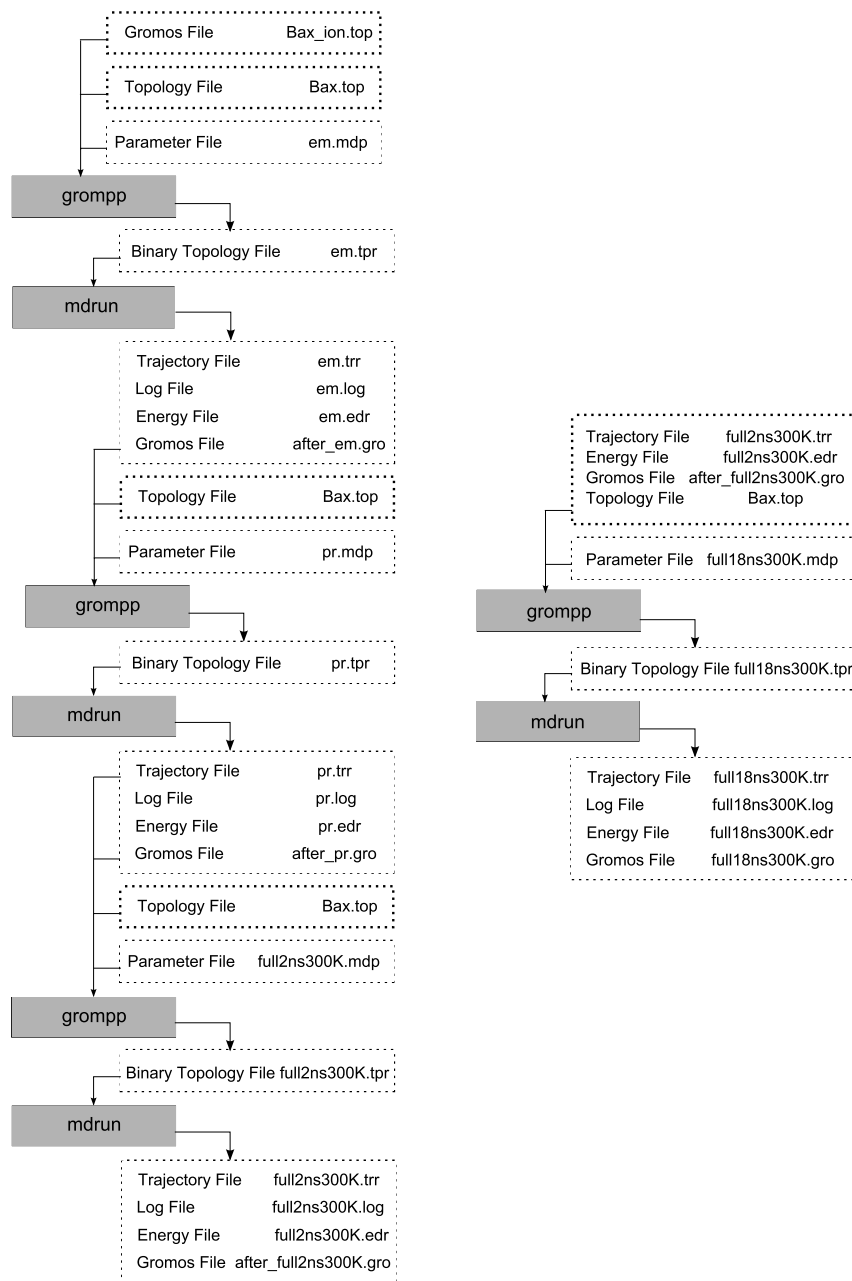 Gromos File Bax_ion.top
Topology File Bax.top
Parameter File em.mdp
grompp
Binary Topology File em.tpr
mdrun
Trajectory File em.trr
Log File em.log
Energy File em.edr
Gromos File after_em.gro
Topology File Bax.top
Parameter File pr.mdp
grompp
Binary Topology File pr.tpr
mdrun
Trajectory File pr.trr
Log File pr.log
Energy File pr.edr
Gromos File after_pr.gro
Topology File Bax.top
Parameter File full2ns300K.mdp
grompp
Binary Topology File full2ns300K.tpr
mdrun
Trajectory File full2ns300K.trr
Log File full2ns300K.log
Energy File full2ns300K.edr
Gromos File after_full2ns300K.gro
Trajectory File full2ns300K.trr
Energy File full2ns300K.edr
Gromos File after_full2ns300K.gro
Topology File Bax.top
Parameter File full18ns300K.mdp
grompp
Binary Topology File full18ns300K.tpr
mdrun
Trajectory File full18ns300K.trr
Log File full18ns300K.log
Energy File full18ns300K.edr
Gromos File full18ns300K.gro